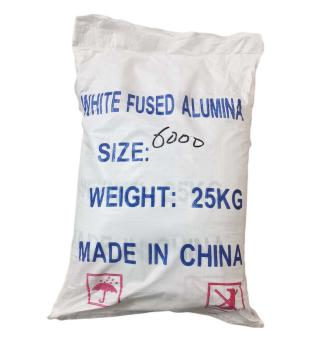 WHITE FUSED ALUMINA
SIZE: 6000
WEIGHT: 25KG
MADE IN CHINA